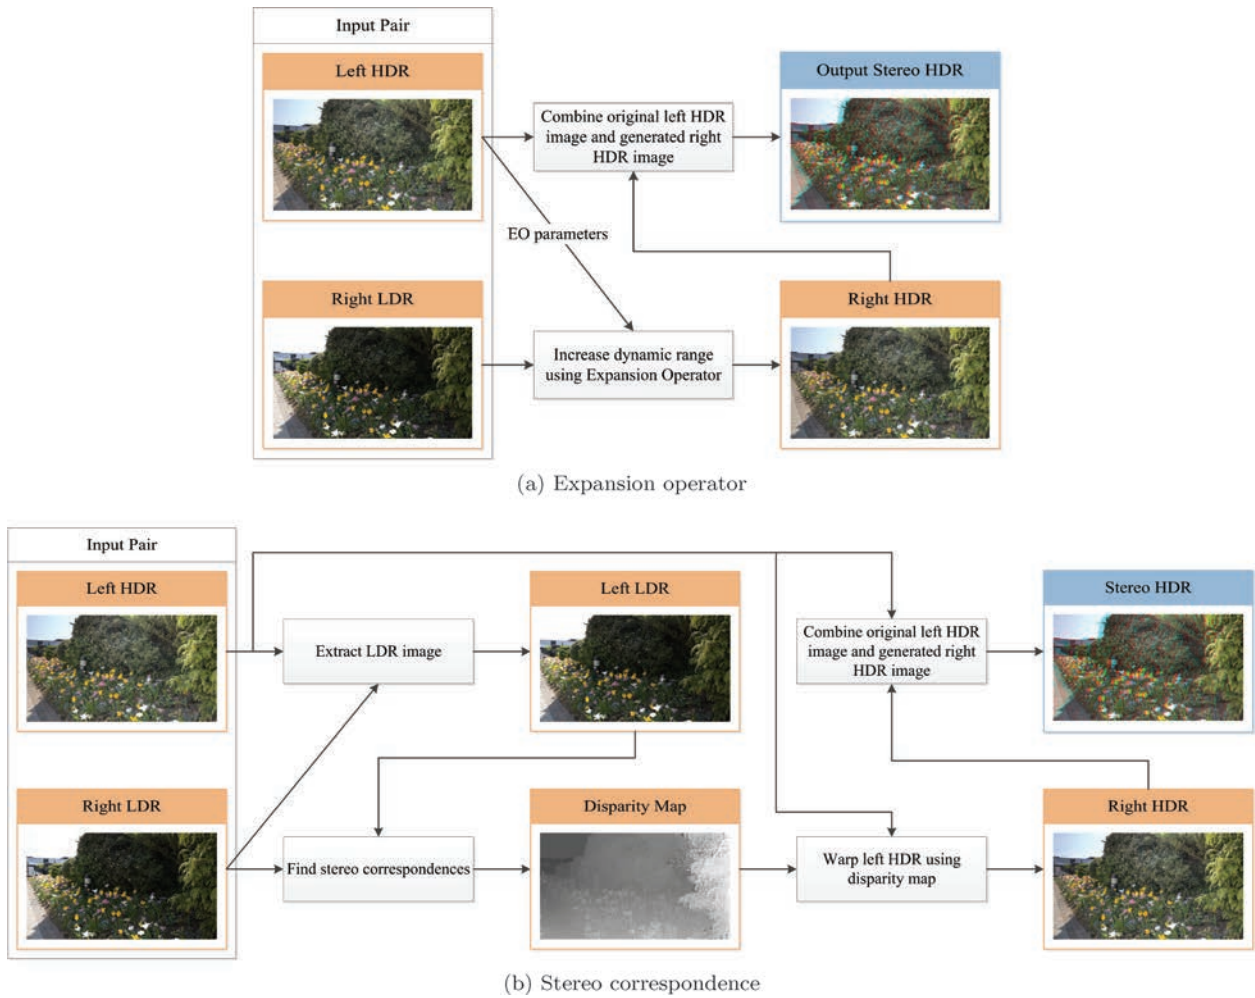 Input Pair
Left HDR
Output Stereo HDR
Combine original left HDR
image and generated right
HDR image
EO parameters
Right LDR
Right HDR
Increase dynamic range
using Expansion Operator
(a) Expansion operator
Input Pair
Left HDR
Left LDR
Stereo HDR
Extract LDR image
Combine original left HDR
image and generated right
HDR image
Right LDR
Disparity Map
Right HDR
Find stereo correspondences
Warp left HDR using
disparity map
(b) Stereo correspondence